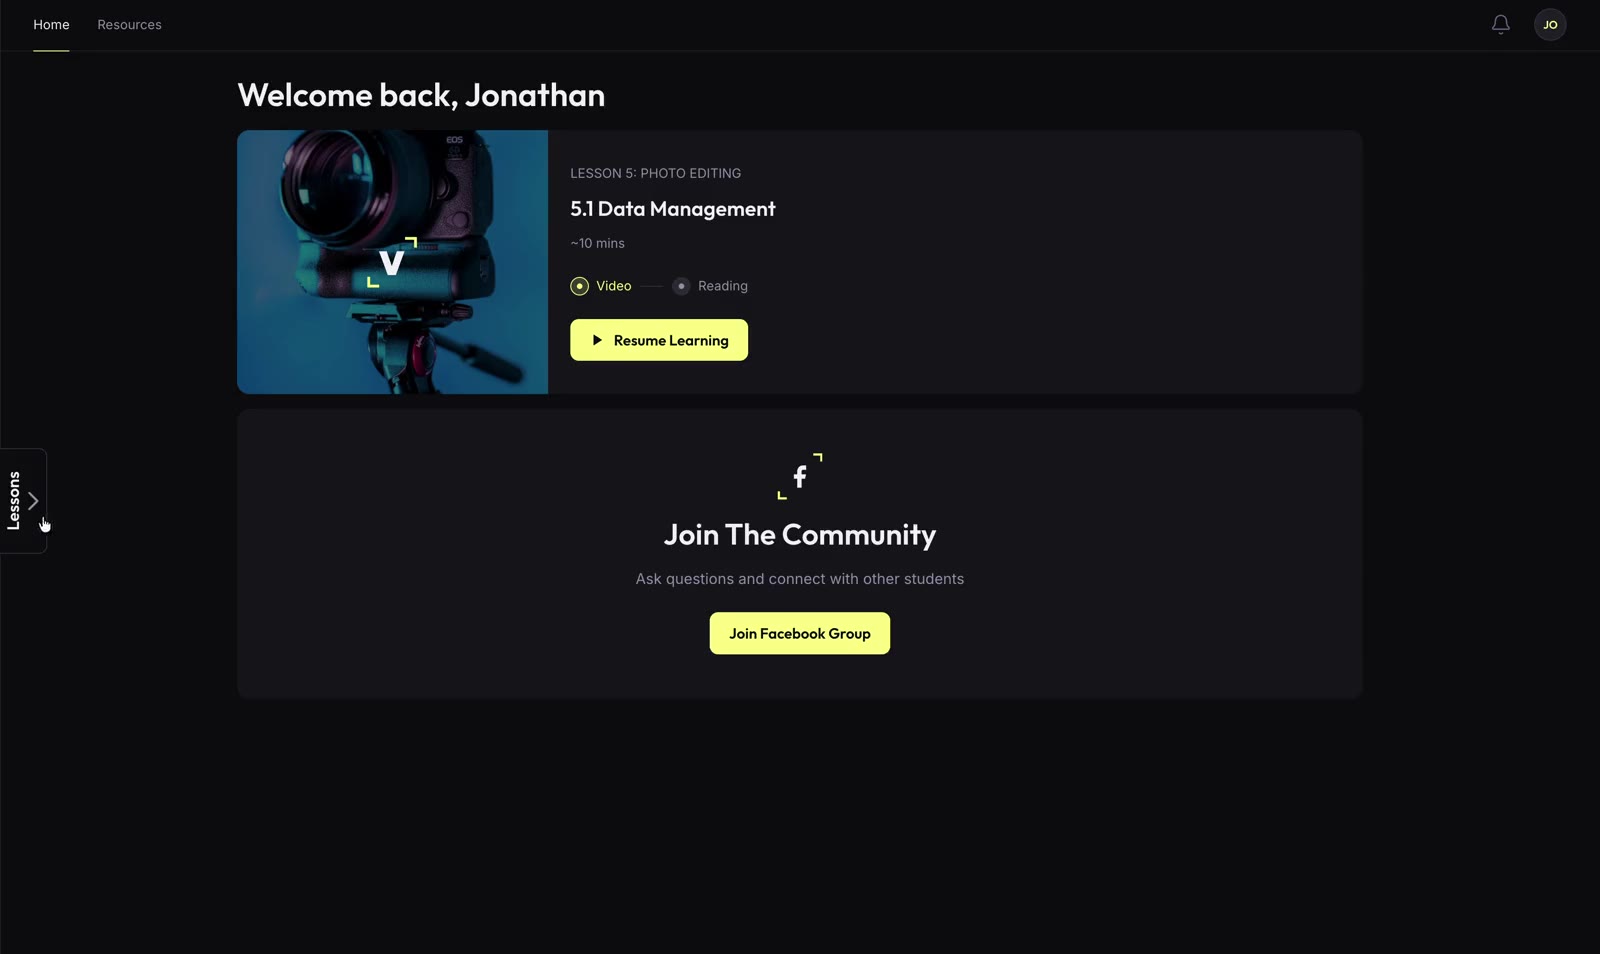 Home
Resources
JO
Welcome back, Jonathan
EOS
V
LESSON 5: PHOTO EDITING
5.1 Data Management
~10 mins
Video
Reading
Resume Learning
Lessons
f
Join The Community
Ask questions and connect with other students
Join Facebook Group